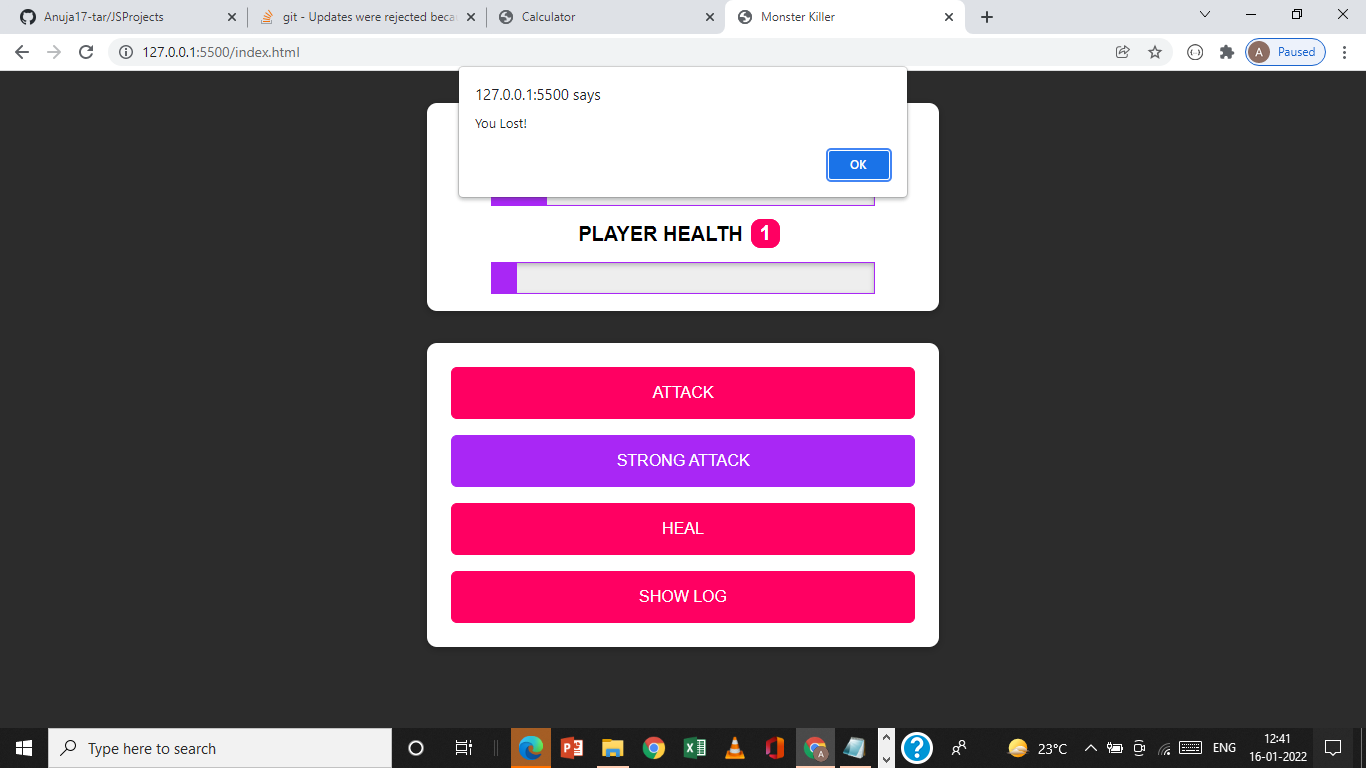 Anuja17-tar/JSProjects
git - Updates were rejected beca
Calculator
Monster Killer
127.0.0.1:5500/index.html
A
Paused
127.0.0.1:5500 says
You Lost!
OK
PLAYER HEALTH 1
ATTACK
STRONG ATTACK
HEAL
SHOW LOG
Type here to search
23°C
ENG
12:41
16-01-2022